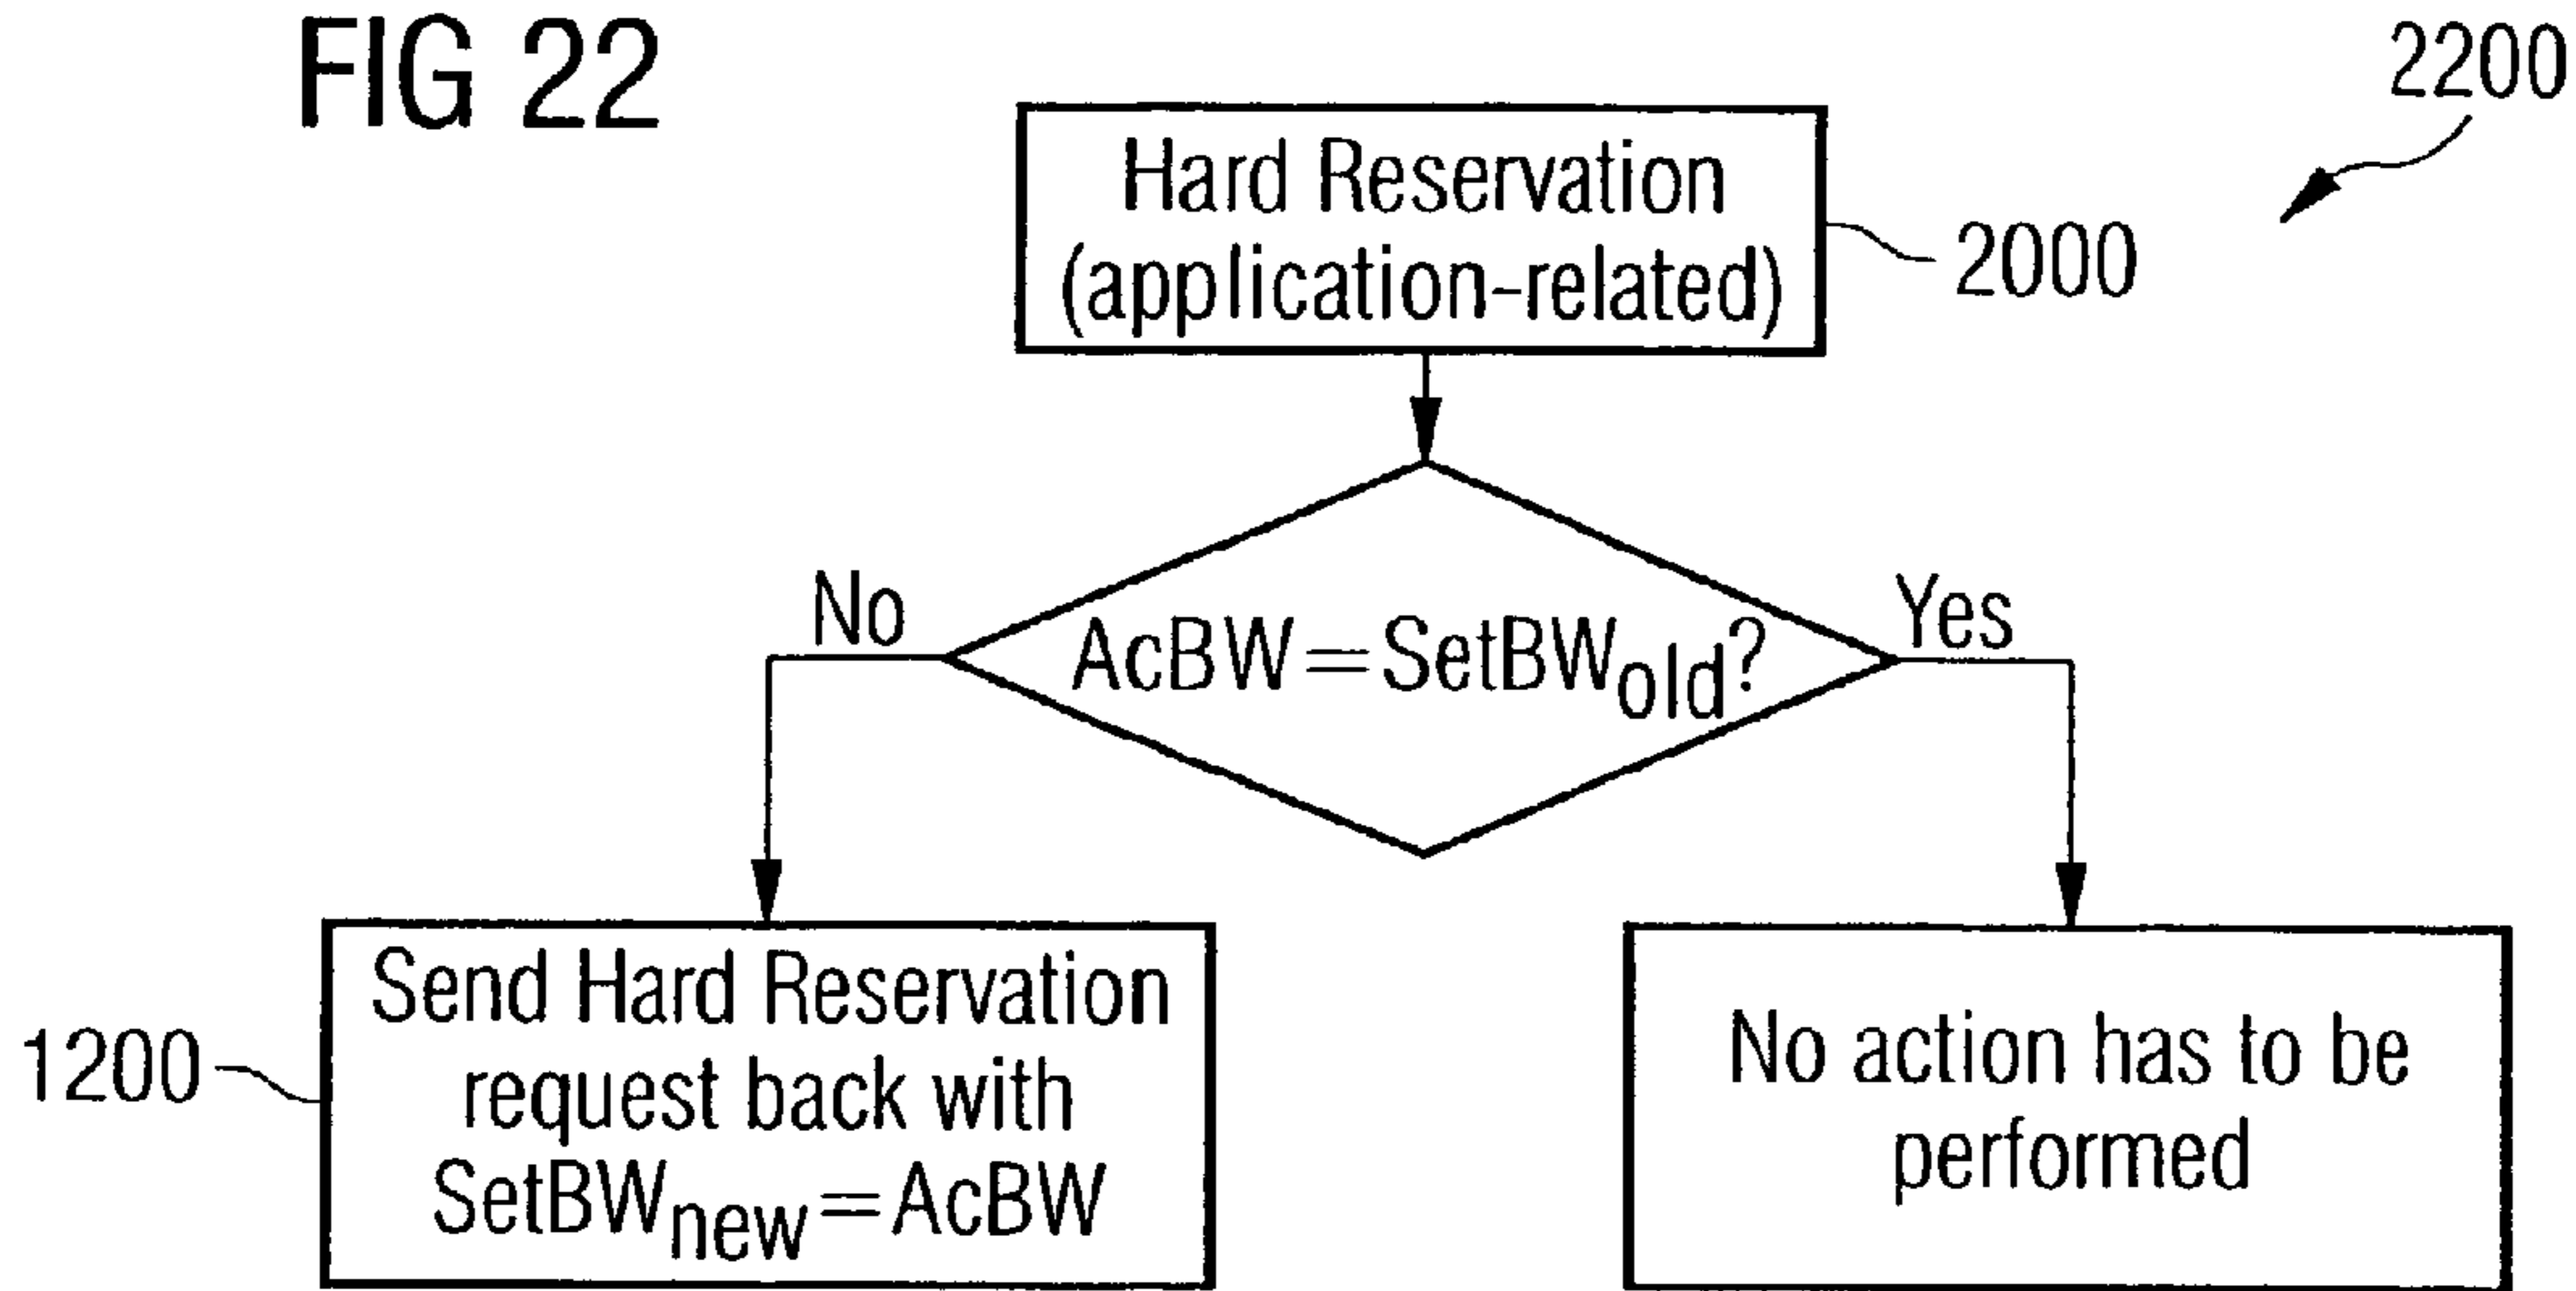 FIG 22
2200
Hard Reservation
(application-related)
2000
No
AcBW=SetBWold?
Yes
1200
Send Hard Reservation
request back with
SetBWnew=AcBW
No action has to be
performed